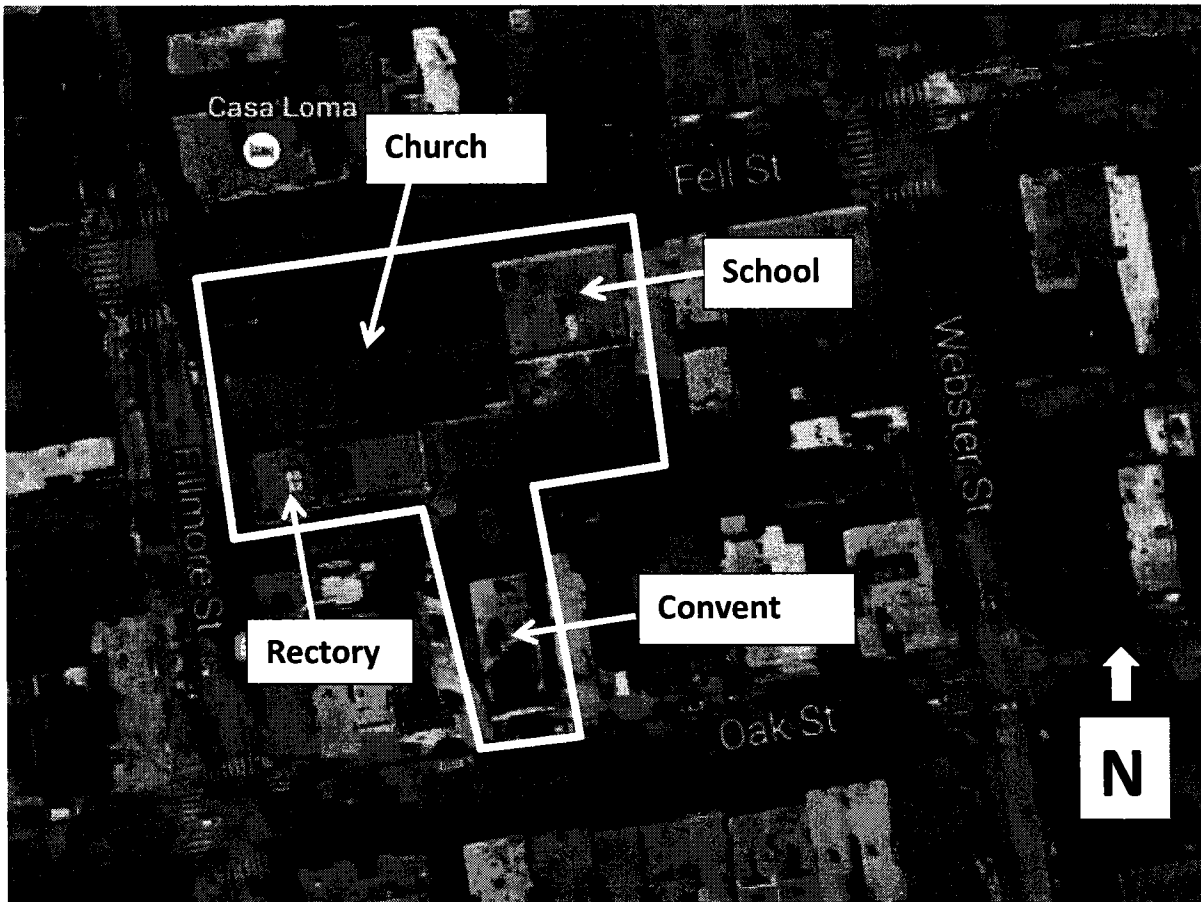 Casa Loma
Church
Fell St
School
Webster St
Fillmore St
Convent
Rectory
Oak St
N